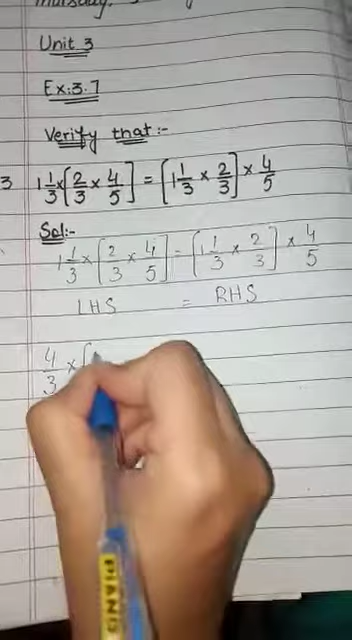 Thursday,
Unit 3
Ex:3.7
Verify that:-
3 1 1/3 × [2/3 × 4/5] = [1 1/3 × 2/3] × 4/5
Sol:-
1 1/3 × [2/3 × 4/5] = [1 1/3 × 2/3] × 4/5
LHS = RHS
4/3 × [
PIANO